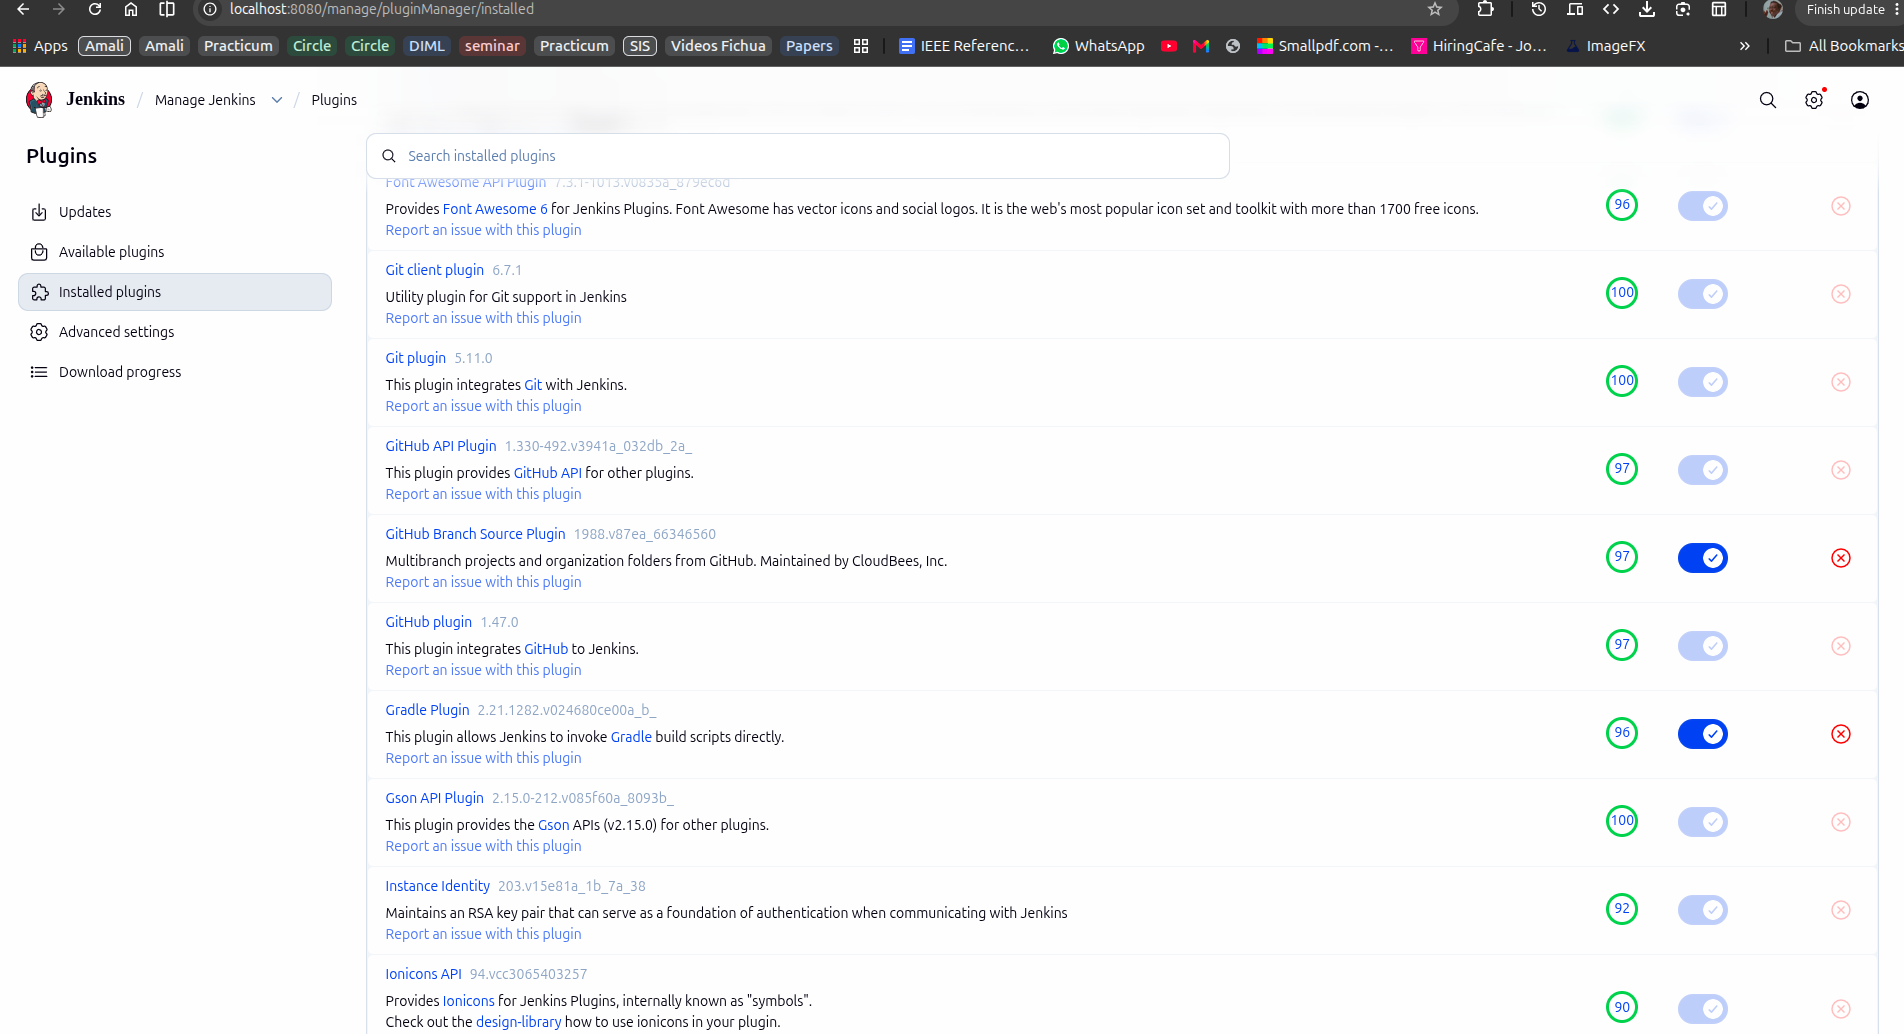 localhost:8080/manage/pluginManager/installed
Finish update
Apps Amali Amali Practicum Circle Circle DIML seminar Practicum SIS Videos Fichua Papers IEEE Referenc... WhatsApp Smallpdf.com -... HiringCafe - Jo... ImageFX » All Bookmarks
Jenkins / Manage Jenkins / Plugins
Plugins
Search installed plugins
Updates
Available plugins
Installed plugins
Advanced settings
Download progress
Font Awesome API Plugin 7.3.1-1013.v0835a_879ec6d
Provides Font Awesome 6 for Jenkins Plugins. Font Awesome has vector icons and social logos. It is the web's most popular icon set and toolkit with more than 1700 free icons.
96
Report an issue with this plugin
Git client plugin 6.7.1
Utility plugin for Git support in Jenkins
100
Report an issue with this plugin
Git plugin 5.11.0
This plugin integrates Git with Jenkins.
100
Report an issue with this plugin
GitHub API Plugin 1.330-492.v3941a_032db_2a_
This plugin provides GitHub API for other plugins.
97
Report an issue with this plugin
GitHub Branch Source Plugin 1988.v87ea_66346560
Multibranch projects and organization folders from GitHub. Maintained by CloudBees, Inc.
97
Report an issue with this plugin
GitHub plugin 1.47.0
This plugin integrates GitHub to Jenkins.
97
Report an issue with this plugin
Gradle Plugin 2.21.1282.v024680ce00a_b_
This plugin allows Jenkins to invoke Gradle build scripts directly.
96
Report an issue with this plugin
Gson API Plugin 2.15.0-212.v085f60a_8093b_
This plugin provides the Gson APIs (v2.15.0) for other plugins.
100
Report an issue with this plugin
Instance Identity 203.v15e81a_1b_7a_38
Maintains an RSA key pair that can serve as a foundation of authentication when communicating with Jenkins
92
Report an issue with this plugin
Ionicons API 94.vcc3065403257
Provides Ionicons for Jenkins Plugins, internally known as "symbols".
90
Check out the design-library how to use ionicons in your plugin.